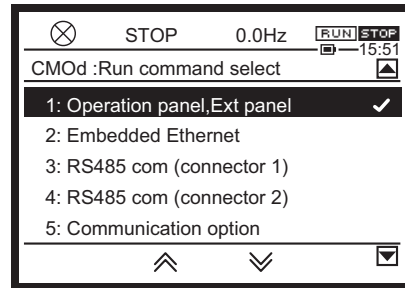 STOP 0.0Hz RUN STOP
15:51
CMOd :Run command select
1: Operation panel,Ext panel
2: Embedded Ethernet
3: RS485 com (connector 1)
4: RS485 com (connector 2)
5: Communication option